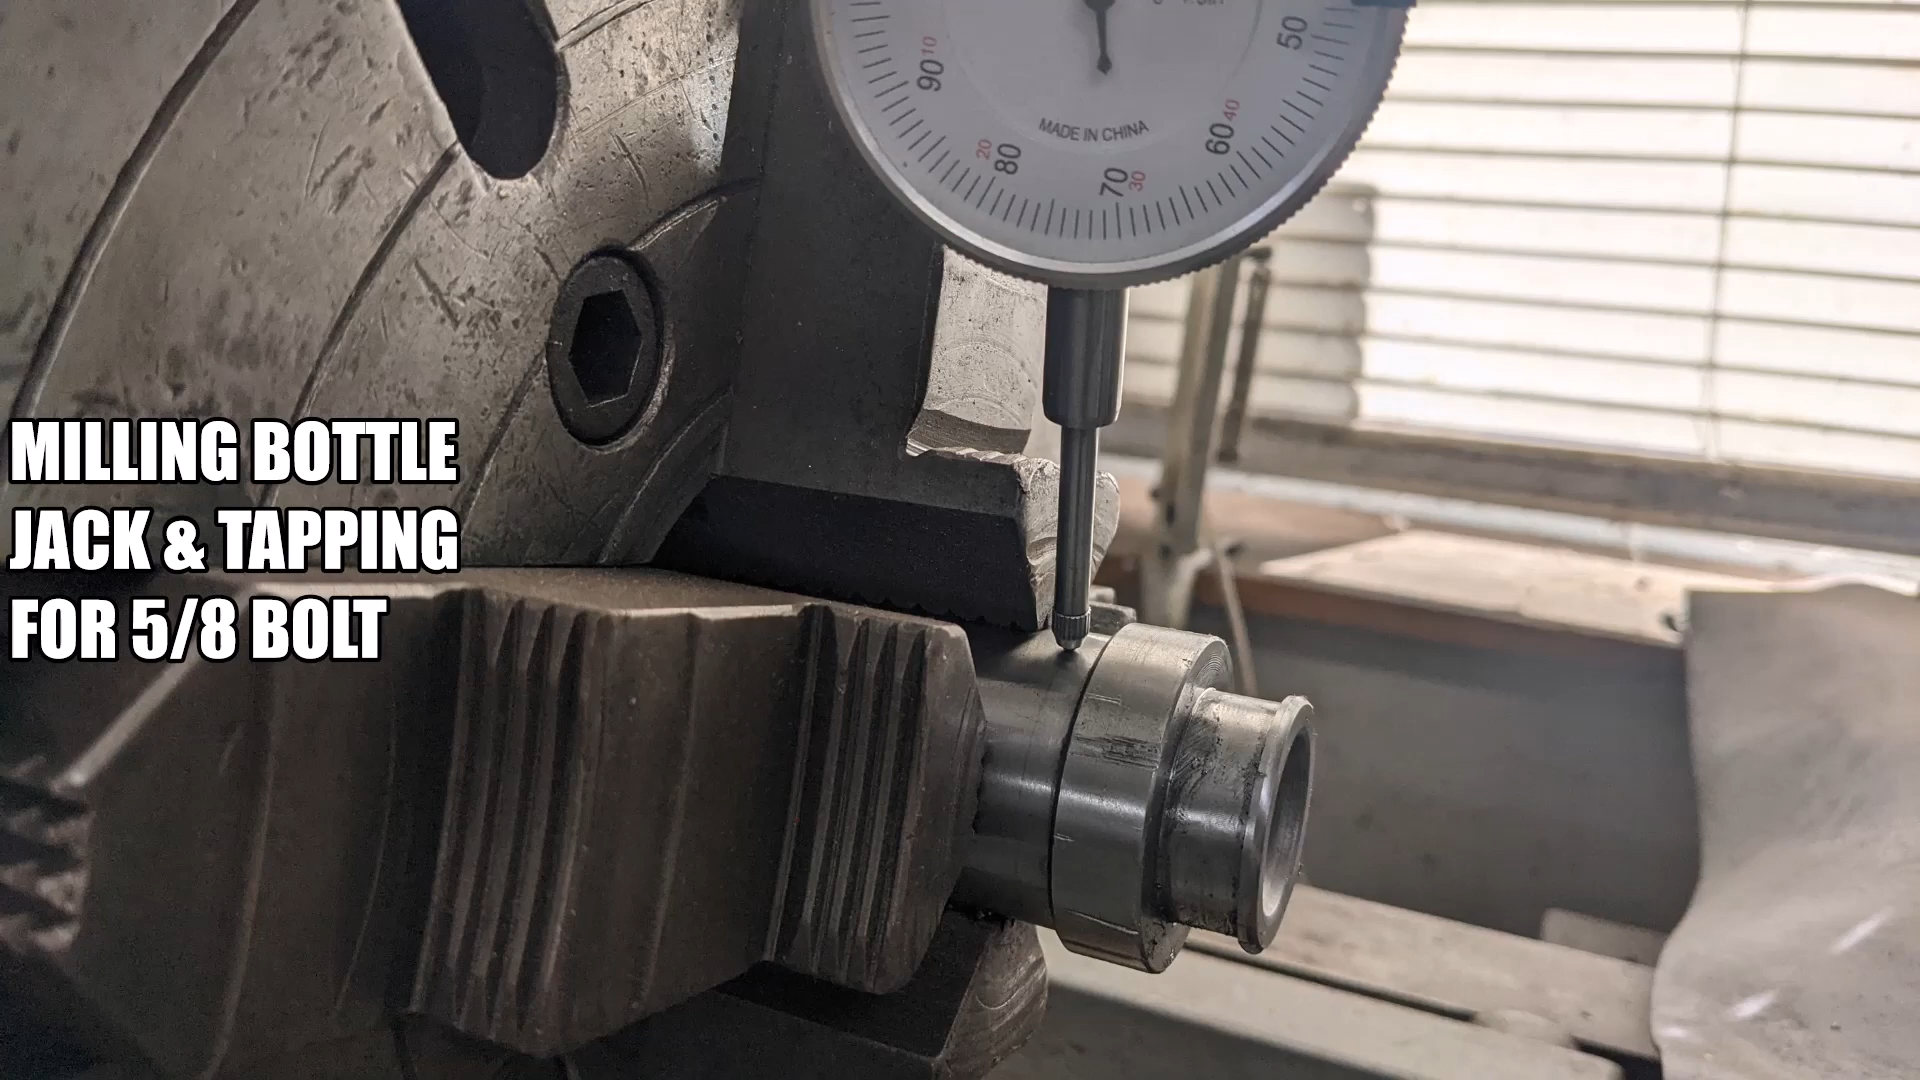 50
90 10
60 40
MADE IN CHINA
80 20
70 30
MILLING BOTTLE
JACK & TAPPING
FOR 5/8 BOLT